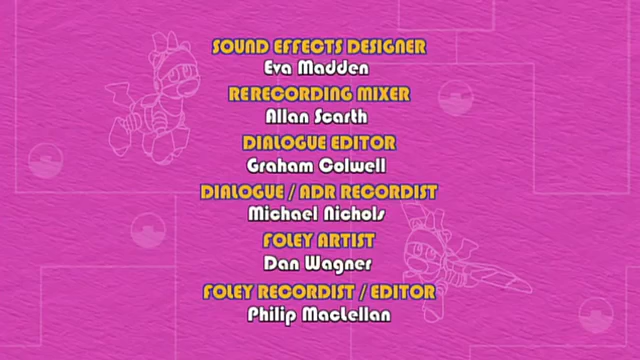 SOUND EFFECTS DESIGNER
Eva Madden
RERECORDING MIXER
Allan Scarth
DIALOGUE EDITOR
Graham Colwell
DIALOGUE / ADR RECORDIST
Michael Nichols
FOLEY ARTIST
Dan Wagner
FOLEY RECORDIST / EDITOR
Philip MacLellan